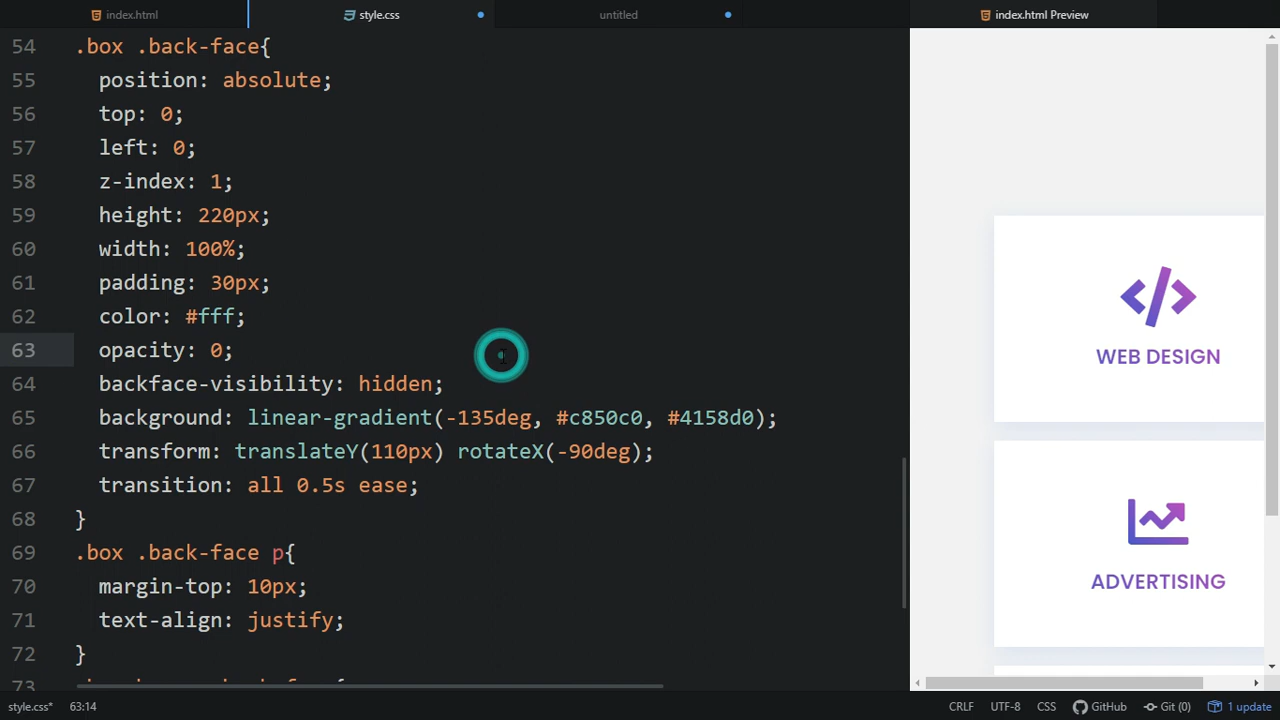 index.html
style.css
untitled
index.html Preview
54 .box .back-face{
55 position: absolute;
56 top: 0;
57 left: 0;
58 z-index: 1;
59 height: 220px;
60 width: 100%;
61 padding: 30px;
62 color: #fff;
63 opacity: 0;
64 backface-visibility: hidden;
65 background: linear-gradient(-135deg, #c850c0, #4158d0);
66 transform: translateY(110px) rotateX(-90deg);
67 transition: all 0.5s ease;
68 }
69 .box .back-face p{
70 margin-top: 10px;
71 text-align: justify;
72 }
73
WEB DESIGN
ADVERTISING
style.css* 63:14
CRLF UTF-8 CSS GitHub Git (0) 1 update